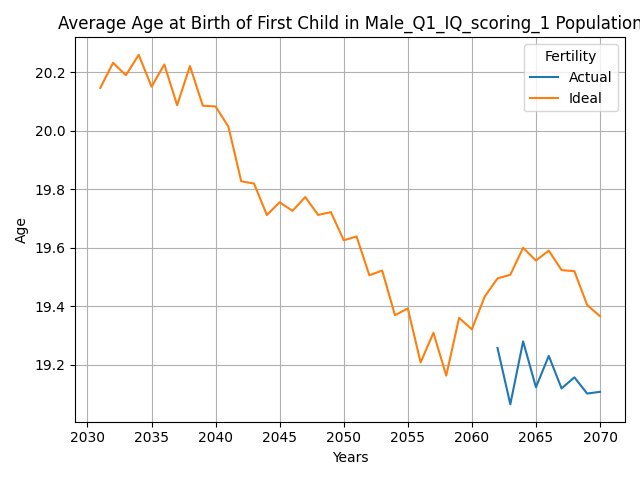 Average Age at Birth of First Child in Male_Q1_IQ_scoring_1 Population
Fertility
Actual
Ideal
20.2
20.0
19.8
19.6
19.4
19.2
Age
2030 2035 2040 2045 2050 2055 2060 2065 2070
Years